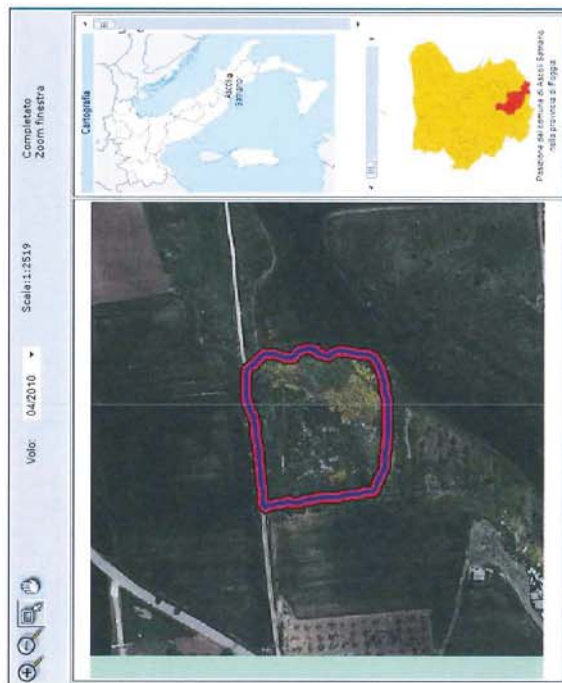 Volo: 04/2010 Scala:1:2519 Completato
Zoom finestra
Cartografia
Ascoli
Satriano
Posizione del comune di Ascoli Satriano
nella provincia di Foggia